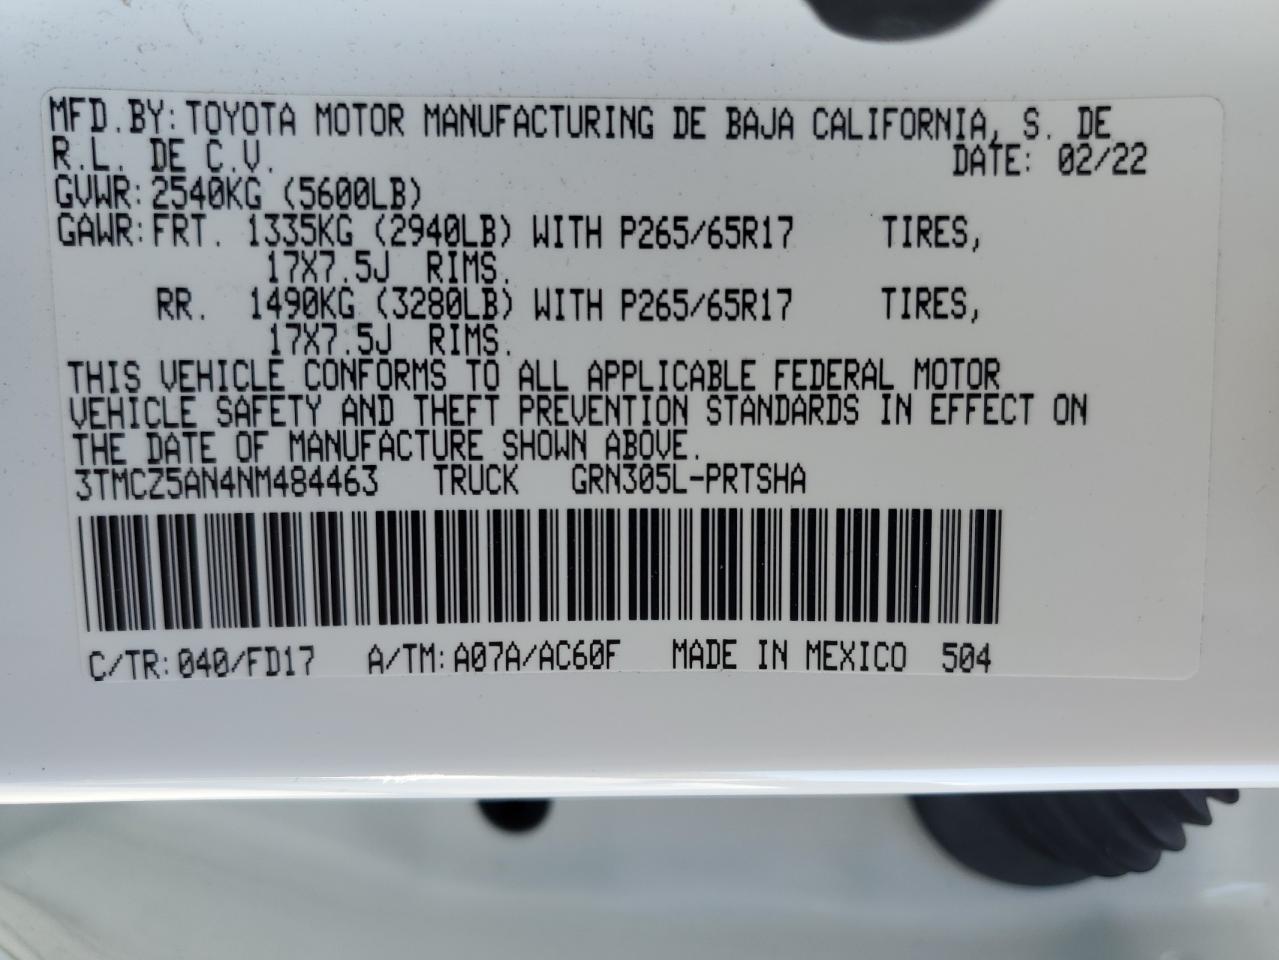 MFD.BY: TOYOTA MOTOR MANUFACTURING DE BAJA CALIFORNIA, S. DE
R.L. DE C.V. DATE: 02/22
GVWR: 2540KG (5600LB)
GAWR: FRT. 1335KG (2940LB) WITH P265/65R17 TIRES,
17X7.5J RIMS.
RR. 1490KG (3280LB) WITH P265/65R17 TIRES,
17X7.5J RIMS.
THIS VEHICLE CONFORMS TO ALL APPLICABLE FEDERAL MOTOR
VEHICLE SAFETY AND THEFT PREVENTION STANDARDS IN EFFECT ON
THE DATE OF MANUFACTURE SHOWN ABOVE.
3TMCZ5AN4NM484463 TRUCK GRN305L-PRTSHA
C/TR: 040/FD17 A/TM: A07A/AC60F MADE IN MEXICO 504